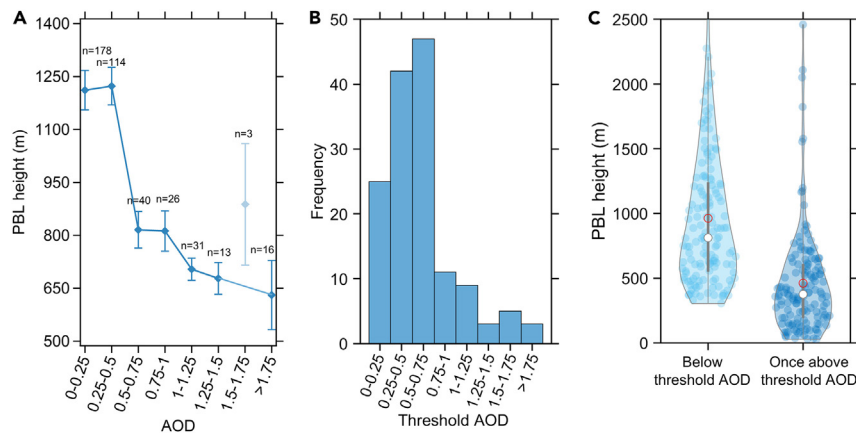 A
PBL height (m)
1400
1250
1100
950
800
650
500
n=178
n=114
n=40
n=26
n=31
n=13
n=3
n=16
0-0.25
0.25-0.5
0.5-0.75
0.75-1
1-1.25
1.25-1.5
1.5-1.75
>1.75
AOD
B
Frequency
50
40
30
20
10
0
0-0.25
0.25-0.5
0.5-0.75
0.75-1
1-1.25
1.25-1.5
1.5-1.75
>1.75
Threshold AOD
C
PBL height (m)
2500
2000
1500
1000
500
0
Below
threshold AOD
Once above
threshold AOD